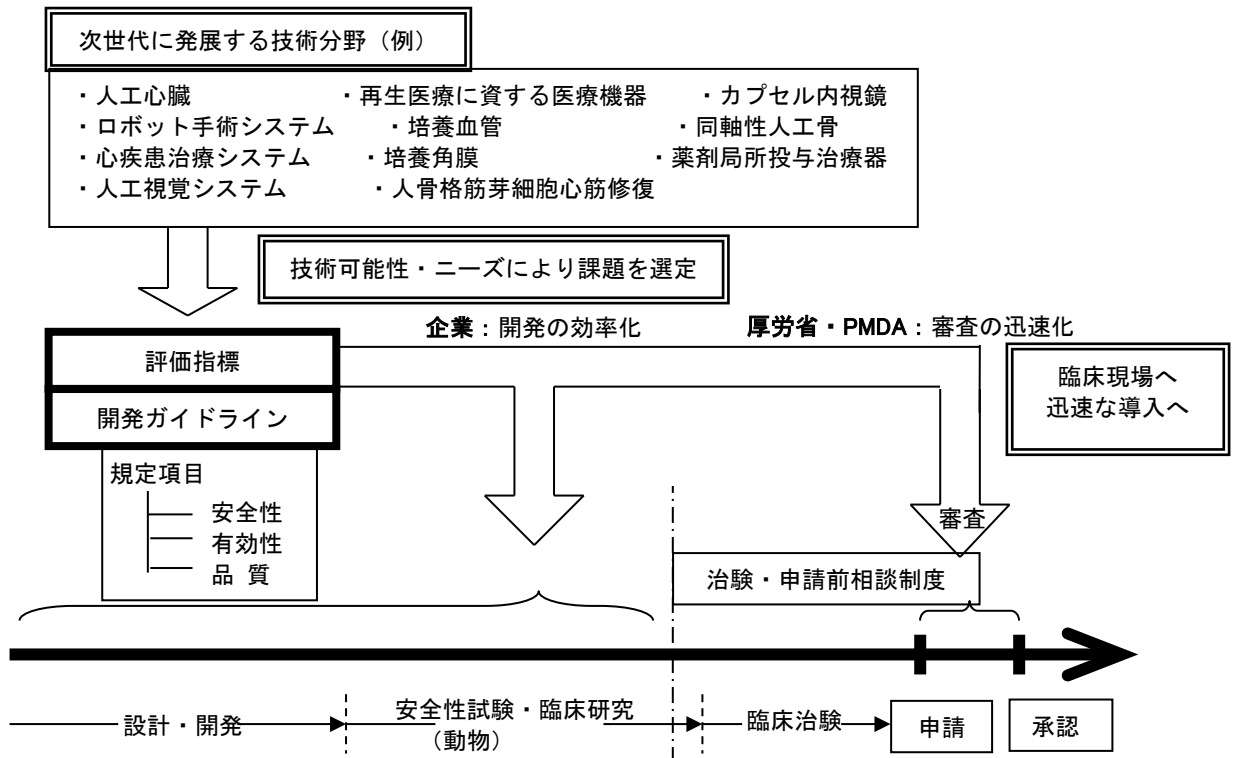 次世代に発展する技術分野（例）
・人工心臓 ・再生医療に資する医療機器 ・カプセル内視鏡
・ロボット手術システム ・培養血管 ・同軸性人工骨
・心疾患治療システム ・培養角膜 ・薬剤局所投与治療器
・人工視覚システム ・人骨格筋芽細胞心筋修復
技術可能性・ニーズにより課題を選定
企業：開発の効率化 厚労省・PMDA：審査の迅速化
評価指標
開発ガイドライン
臨床現場へ
迅速な導入へ
規定項目
安全性
有効性
品 質
審査
治験・申請前相談制度
設計・開発
安全性試験・臨床研究
（動物）
臨床治験
申請
承認